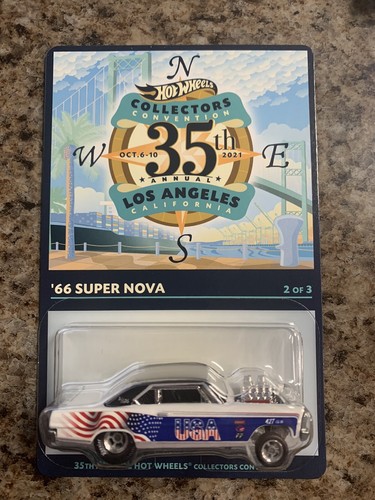 N
Hot Wheels
COLLECTORS
CONVENTION
35th
OCT. 6-10 2021
W E
ANNUAL
LOS ANGELES
CALIFORNIA
S
'66 SUPER NOVA
2 OF 3
USA
427
35TH HOT WHEELS COLLECTORS CON